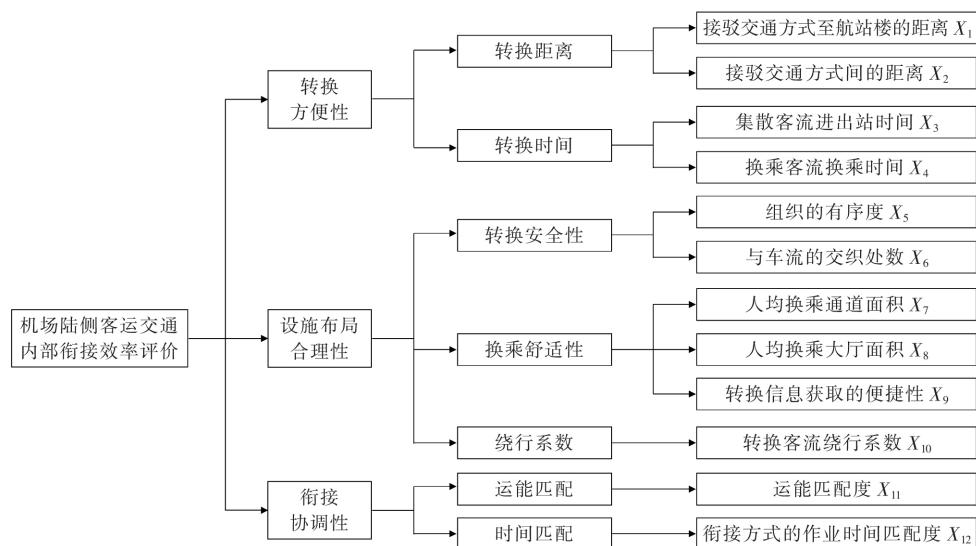 机场陆侧客运交通
内部衔接效率评价
转换
方便性
设施布局
合理性
衔接
协调性
转换距离
转换时间
转换安全性
换乘舒适性
绕行系数
运能匹配
时间匹配
接驳交通方式至航站楼的距离 X₁
接驳交通方式间的距离 X₂
集散客流进出站时间 X₃
换乘客流换乘时间 X₄
组织的有序度 X₅
与车流的交织处数 X₆
人均换乘通道面积 X₇
人均换乘大厅面积 X₈
转换信息获取的便捷性 X₉
转换客流绕行系数 X₁₀
运能匹配度 X₁₁
衔接方式的作业时间匹配度 X₁₂